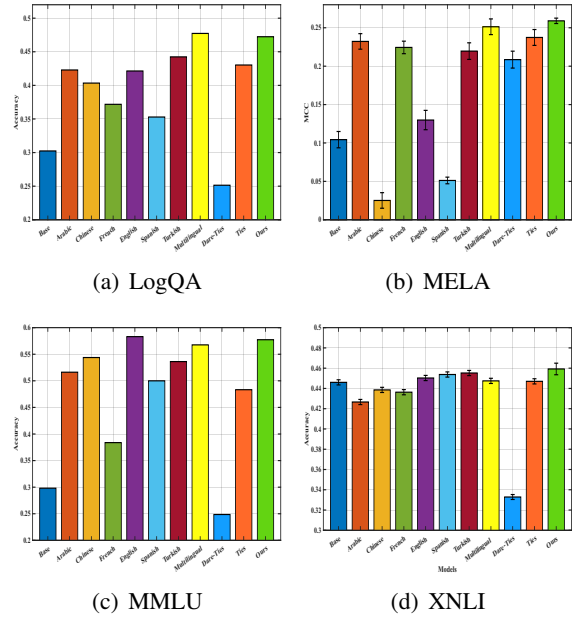 0.5
0.45
0.4
0.35
0.3
0.25
0.2
Accuracy
Base
Arabic
Chinese
French
English
Spanish
Turkish
Multilingual
Dare-Ties
Ties
Ours
(a) LogQA
0.25
0.2
0.15
0.1
0.05
0
MCC
Base
Arabic
Chinese
French
English
Spanish
Turkish
Multilingual
Dare-Ties
Ties
Ours
(b) MELA
0.6
0.55
0.5
0.45
0.4
0.35
0.3
0.25
0.2
Accuracy
Base
Arabic
Chinese
French
English
Spanish
Turkish
Multilingual
Dare-Ties
Ties
Ours
(c) MMLU
0.5
0.48
0.46
0.44
0.42
0.4
0.38
0.36
0.34
0.32
0.3
Accuracy
Base
Arabic
Chinese
French
English
Spanish
Turkish
Multilingual
Dare-Ties
Ties
Ours
Models
(d) XNLI